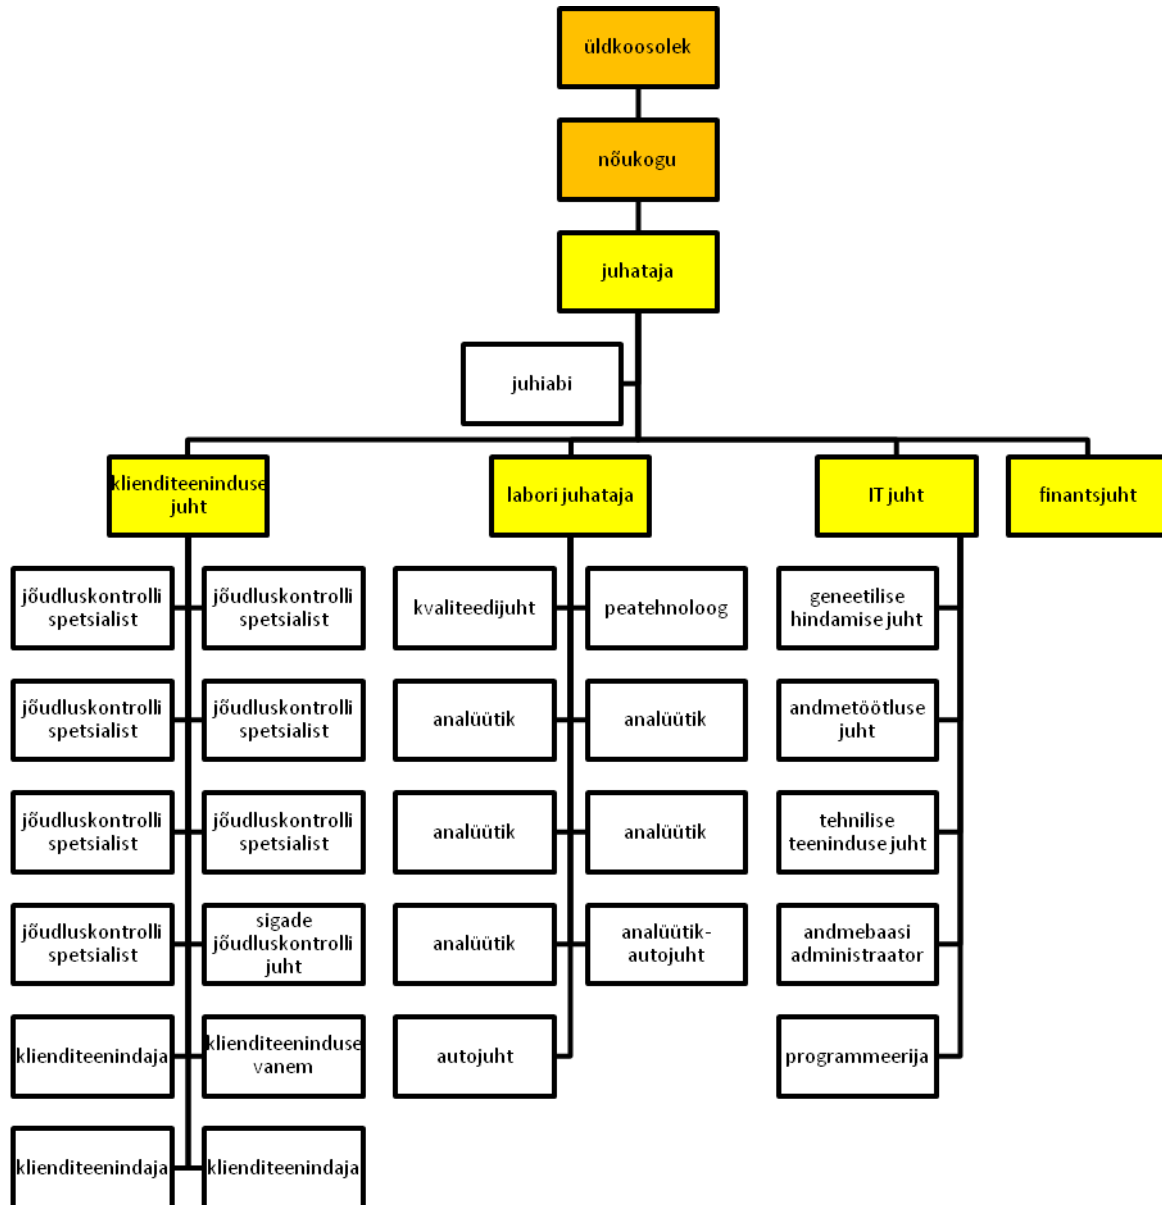 üldkoosolek
nõukogu
juhataja
juhiabi
klienditeeninduse
juht
labori juhataja
IT juht
finantsjuht
jõudluskontrolli
spetsialist
jõudluskontrolli
spetsialist
kvaliteedijuht
peatehnoloog
geneetilise
hindamise juht
jõudluskontrolli
spetsialist
jõudluskontrolli
spetsialist
analüütik
analüütik
andmetöötluse
juht
jõudluskontrolli
spetsialist
jõudluskontrolli
spetsialist
analüütik
analüütik
tehnilise
teeninduse juht
jõudluskontrolli
spetsialist
sigade
jõudluskontrolli
juht
analüütik
analüütik-
autojuht
andmebaasi
administraator
klienditeenindaja
klienditeeninduse
vanem
autojuht
programmeerija
klienditeenindaja
klienditeenindaja